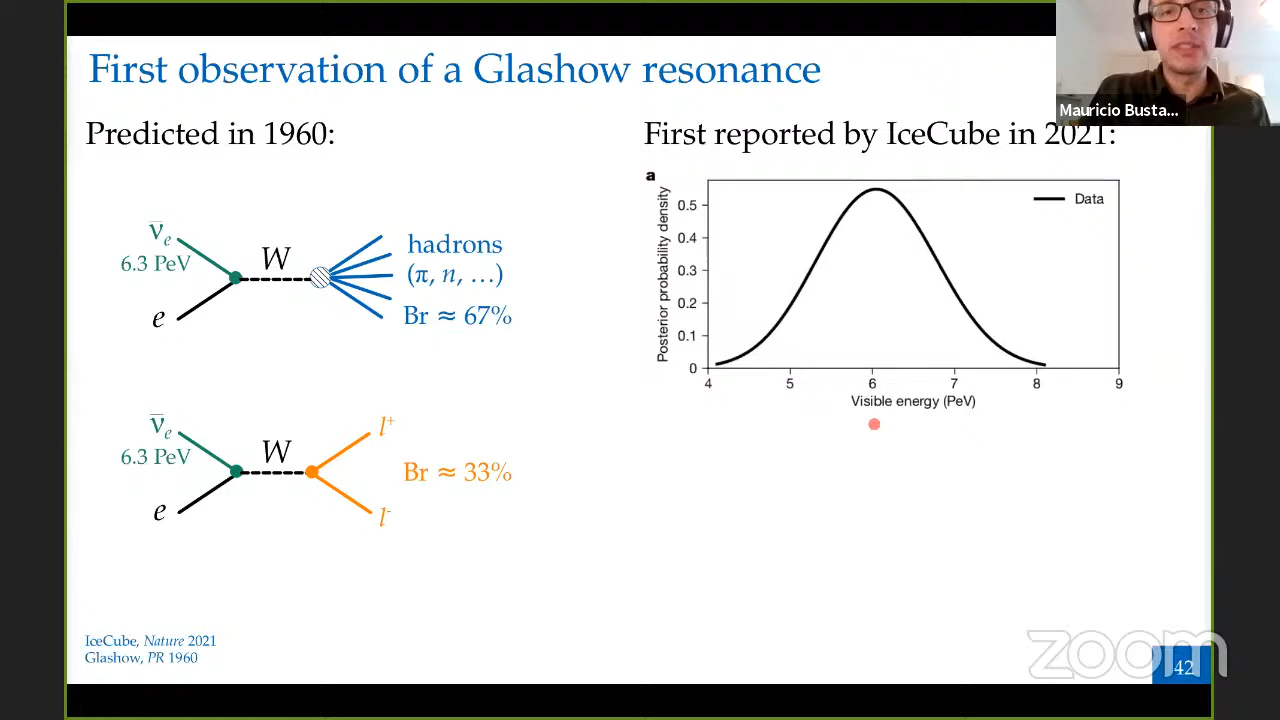 First observation of a Glashow resonance
Mauricio Busta...
Predicted in 1960:
First reported by IceCube in 2021:
ν̅e
6.3 PeV
e
W
hadrons
(π, n, …)
Br ≈ 67%
ν̅e
6.3 PeV
e
W
l+
l-
Br ≈ 33%
a
Posterior probability density
0.5
0.4
0.3
0.2
0.1
0
Data
4 5 6 7 8 9
Visible energy (PeV)
IceCube, Nature 2021
Glashow, PR 1960
zoom
42